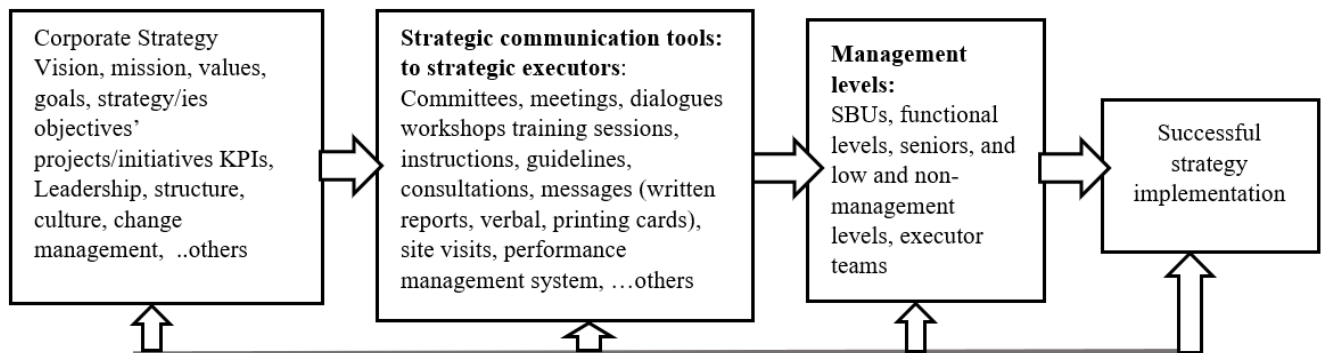 Corporate Strategy
Vision, mission, values,
goals, strategy/ies
objectives’
projects/initiatives KPIs,
Leadership, structure,
culture, change
management, ..others
Strategic communication tools:
to strategic executors:
Committees, meetings, dialogues
workshops training sessions,
instructions, guidelines,
consultations, messages (written
reports, verbal, printing cards),
site visits, performance
management system, …others
Management
levels:
SBUs, functional
levels, seniors, and
low and non-
management
levels, executor
teams
Successful
strategy
implementation